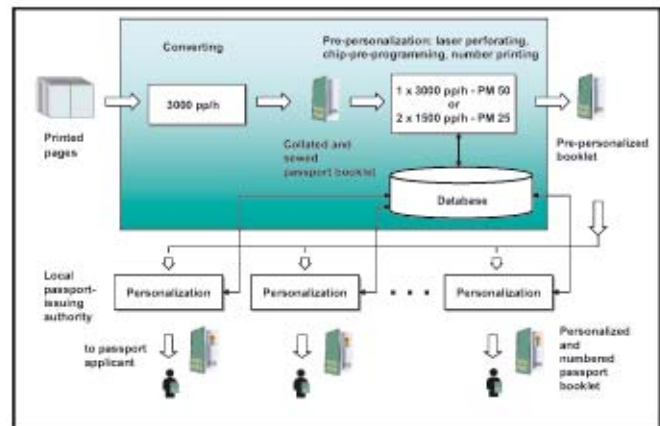 Converting
Pre-personalization: laser perforating,
chip-pre-programming, number printing
3000 pp/h
1 x 3000 pp/h - PM 50
or
2 x 1500 pp/h - PM 25
Printed
pages
Collated and
sewed
passport booklet
Pre-personalized
booklet
Database
Local
passport-
issuing
authority
Personalization
Personalization
Personalization
to passport
applicant
Personalized
and
numbered
passport
booklet